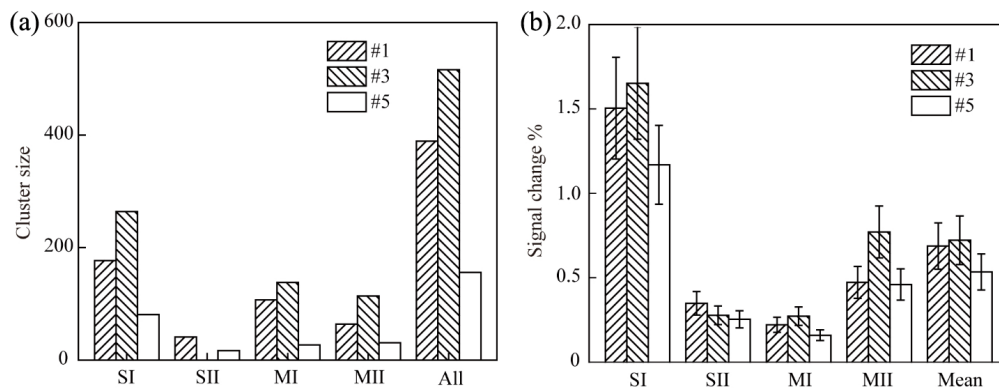 (a)
600
400
200
0
Cluster size
#1
#3
#5
SI SII MI MII All
(b)
2.0
1.5
1.0
0.5
0
Signal change %
#1
#3
#5
SI SII MI MII Mean